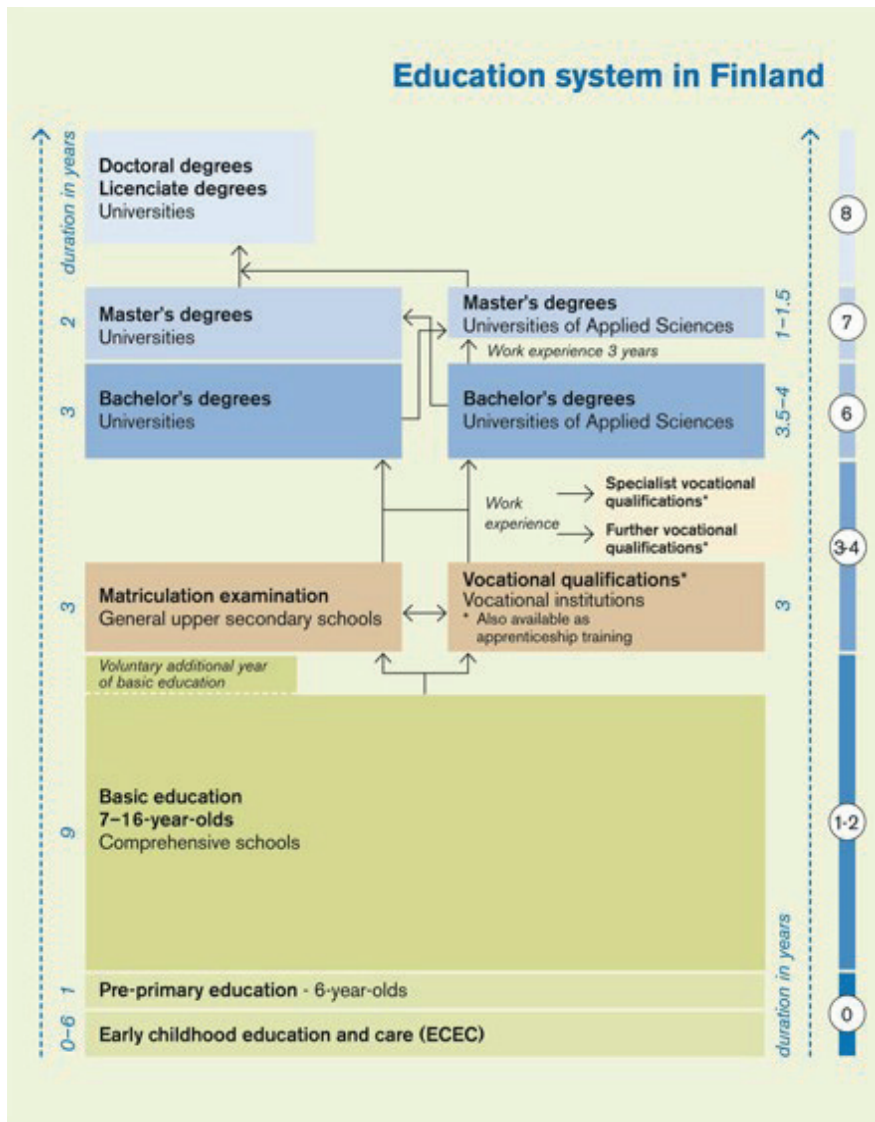 Education system in Finland
duration in years
Doctoral degrees
Licenciate degrees
Universities
8
2
Master's degrees
Universities
Master's degrees
Universities of Applied Sciences
1–1.5
7
Work experience 3 years
3
Bachelor's degrees
Universities
Bachelor's degrees
Universities of Applied Sciences
3.5–4
6
Work
experience
Specialist vocational
qualifications*
Further vocational
qualifications*
3-4
3
Matriculation examination
General upper secondary schools
Vocational qualifications*
Vocational institutions
* Also available as
apprenticeship training
3
Voluntary additional year
of basic education
9
Basic education
7–16-year-olds
Comprehensive schools
1-2
1
Pre-primary education - 6-year-olds
0–6
Early childhood education and care (ECEC)
duration in years
0